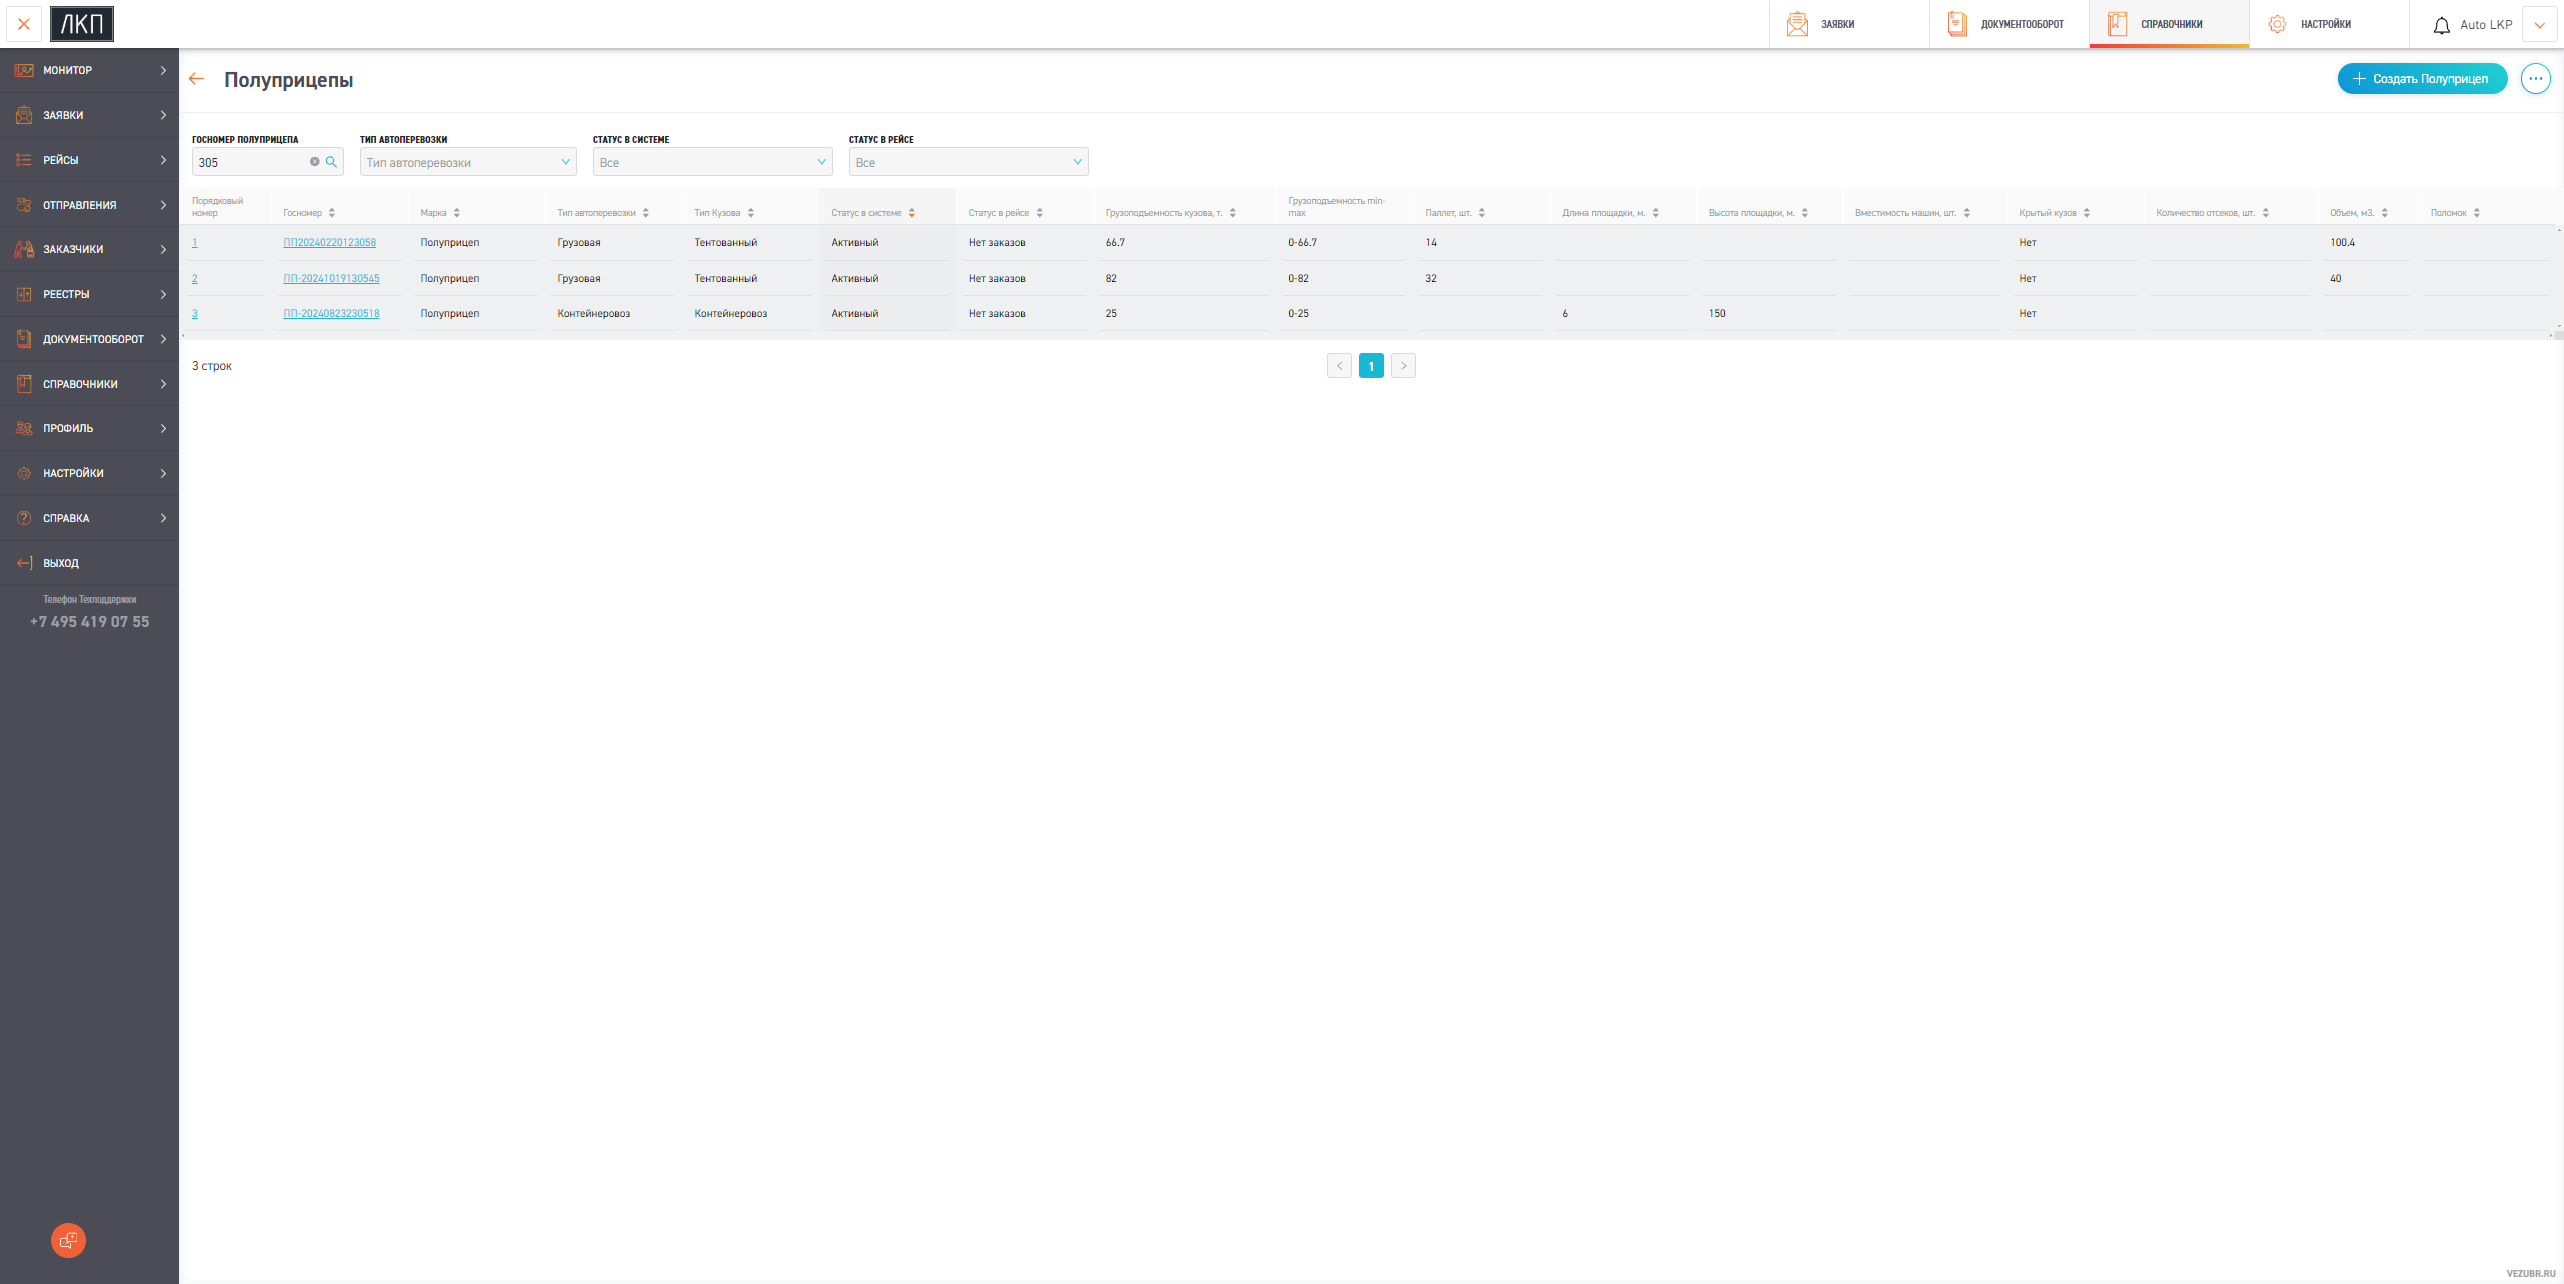 ЛКП
ЗАЯВКИ
ДОКУМЕНТООБОРОТ
СПРАВОЧНИКИ
НАСТРОЙКИ
Auto LKP
МОНИТОР
ЗАЯВКИ
РЕЙСЫ
ОТПРАВЛЕНИЯ
ЗАКАЗЧИКИ
РЕЕСТРЫ
ДОКУМЕНТООБОРОТ
СПРАВОЧНИКИ
ПРОФИЛЬ
НАСТРОЙКИ
СПРАВКА
ВЫХОД
Телефон Техподдержки
+7 495 419 07 55
Полуприцепы
Создать Полуприцеп
ГОСНОМЕР ПОЛУПРИЦЕПА
ТИП АВТОПЕРЕВОЗКИ
СТАТУС В СИСТЕМЕ
СТАТУС В РЕЙСЕ
305
Тип автоперевозки
Все
Все
Порядковый номер Госномер Марка Тип автоперевозки Тип Кузова Статус в системе Статус в рейсе Грузоподъемность кузова, т. Грузоподъемность min-max Паллет, шт. Длина площадки, м. Высота площадки, м. Вместимость машин, шт. Крытый кузов Количество отсеков, шт. Объем, м3. Поломок
1 ПП20240220123058 Полуприцеп Грузовая Тентованный Активный Нет заказов 66.7 0-66.7 14 Нет 100.4
2 ПП-20241019130545 Полуприцеп Грузовая Тентованный Активный Нет заказов 82 0-82 32 Нет 40
3 ПП-20240823230518 Полуприцеп Контейнеровоз Контейнеровоз Активный Нет заказов 25 0-25 6 150 Нет
3 строк
1
VEZUBR.RU